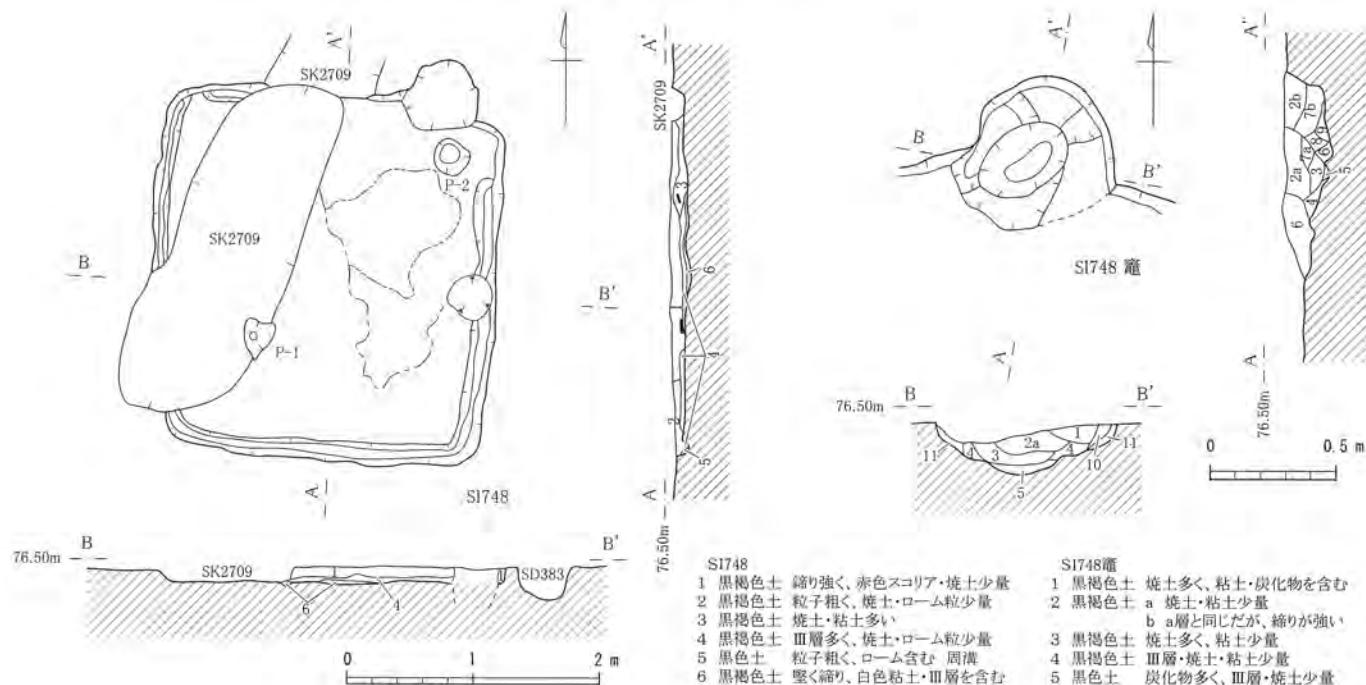 A'
SK2709
P-2
SK2709
B
B'
P-1
A
SI748
A'
SK2709
3
6
4
2
5
A
76.50m
76.50m
B
B'
SK2709
SD383
6
4
0 1 2 m
A'
B
B'
SI748 竈
A
A'
2b
7b
9
8
7a
6
3
2a
5
4
6
A
76.50m
76.50m
B
B'
1
2a
4
3
4
11
11
10
5
0 0.5 m
SI748
1 黒褐色土 締り強く、赤色スコリア・焼土少量
2 黒褐色土 粒子粗く、焼土・ローム粒少量
3 黒褐色土 焼土・粘土多い
4 黒褐色土 Ⅲ層多く、焼土・ローム粒少量
5 黒色土 粒子粗く、ローム含む 周溝
6 黒褐色土 堅く締り、白色粘土・Ⅲ層を含む
SI748竈
1 黒褐色土 焼土多く、粘土・炭化物を含む
2 黒褐色土 a 焼土・粘土少量
b a層と同じだが、締りが強い
3 黒褐色土 焼土多く、粘土少量
4 黒褐色土 Ⅲ層・焼土・粘土少量
5 黒色土 炭化物多く、Ⅲ層・焼土少量